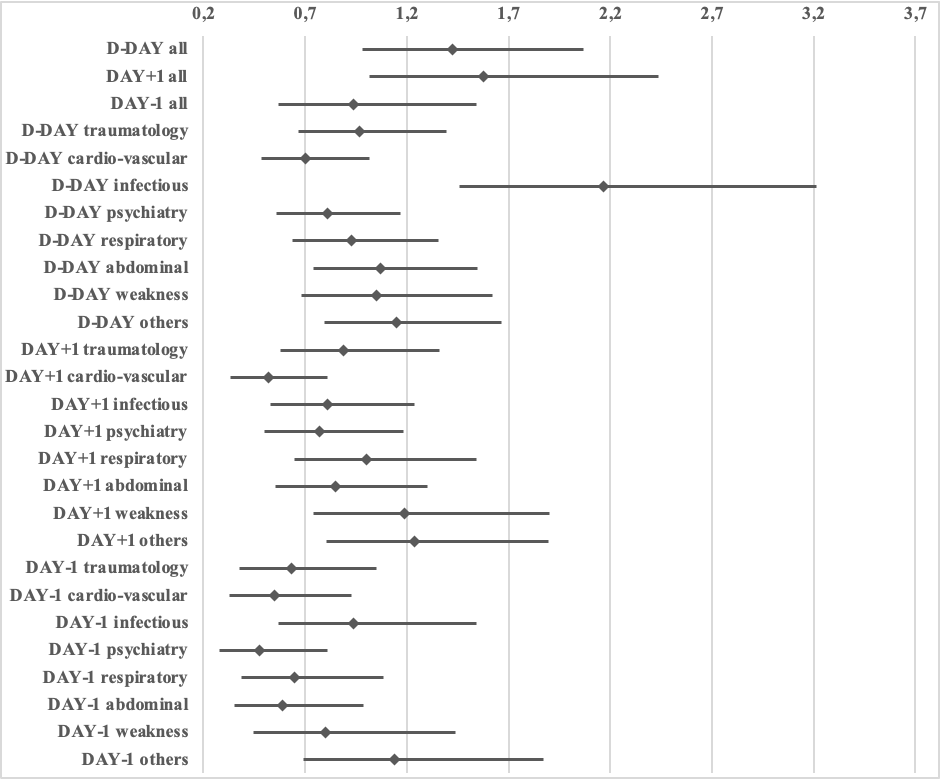 0,2 0,7 1,2 1,7 2,2 2,7 3,2 3,7
D-DAY all
DAY+1 all
DAY-1 all
D-DAY traumatology
D-DAY cardio-vascular
D-DAY infectious
D-DAY psychiatry
D-DAY respiratory
D-DAY abdominal
D-DAY weakness
D-DAY others
DAY+1 traumatology
DAY+1 cardio-vascular
DAY+1 infectious
DAY+1 psychiatry
DAY+1 respiratory
DAY+1 abdominal
DAY+1 weakness
DAY+1 others
DAY-1 traumatology
DAY-1 cardio-vascular
DAY-1 infectious
DAY-1 psychiatry
DAY-1 respiratory
DAY-1 abdominal
DAY-1 weakness
DAY-1 others